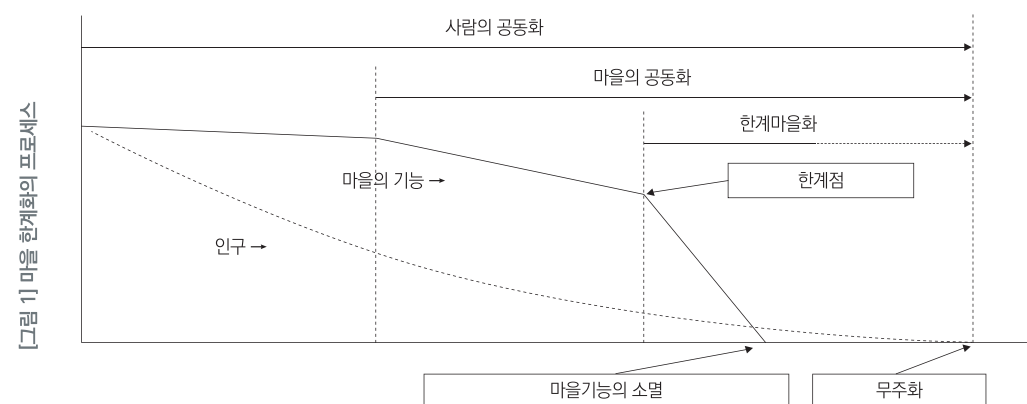 [그림 1] 마을 한계화의 프로세스
사람의 공동화
마을의 공동화
한계마을화
한계점
마을의 기능
인구
마을기능의 소멸
무주화